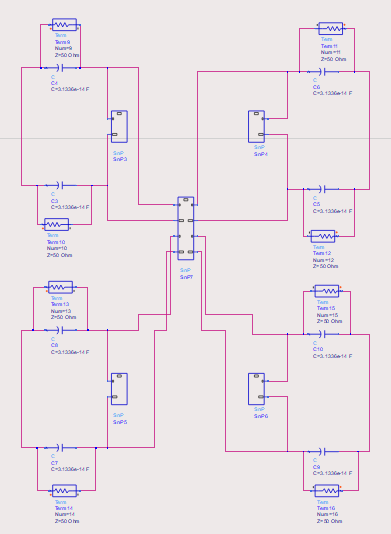 Term
Term9
Num=9
Z=50 Ohm
C
C4
C=3.1336e-14 F
SnP
SnP3
C
C3
C=3.1336e-14 F
Term
Term10
Num=10
Z=50 Ohm
Term
Term11
Num=11
Z=50 Ohm
C
C6
C=3.1336e-14 F
SnP
SnP4
C
C5
C=3.1336e-14 F
Term
Term12
Num=12
Z=50 Ohm
SnP
SnP7
Term
Term13
Num=13
Z=50 Ohm
C
C8
C=3.1336e-14 F
SnP
SnP5
C
C7
C=3.1336e-14 F
Term
Term14
Num=14
Z=50 Ohm
Term
Term15
Num=15
Z=50 Ohm
C
C10
C=3.1336e-14 F
SnP
SnP6
C
C9
C=3.1336e-14 F
Term
Term16
Num=16
Z=50 Ohm